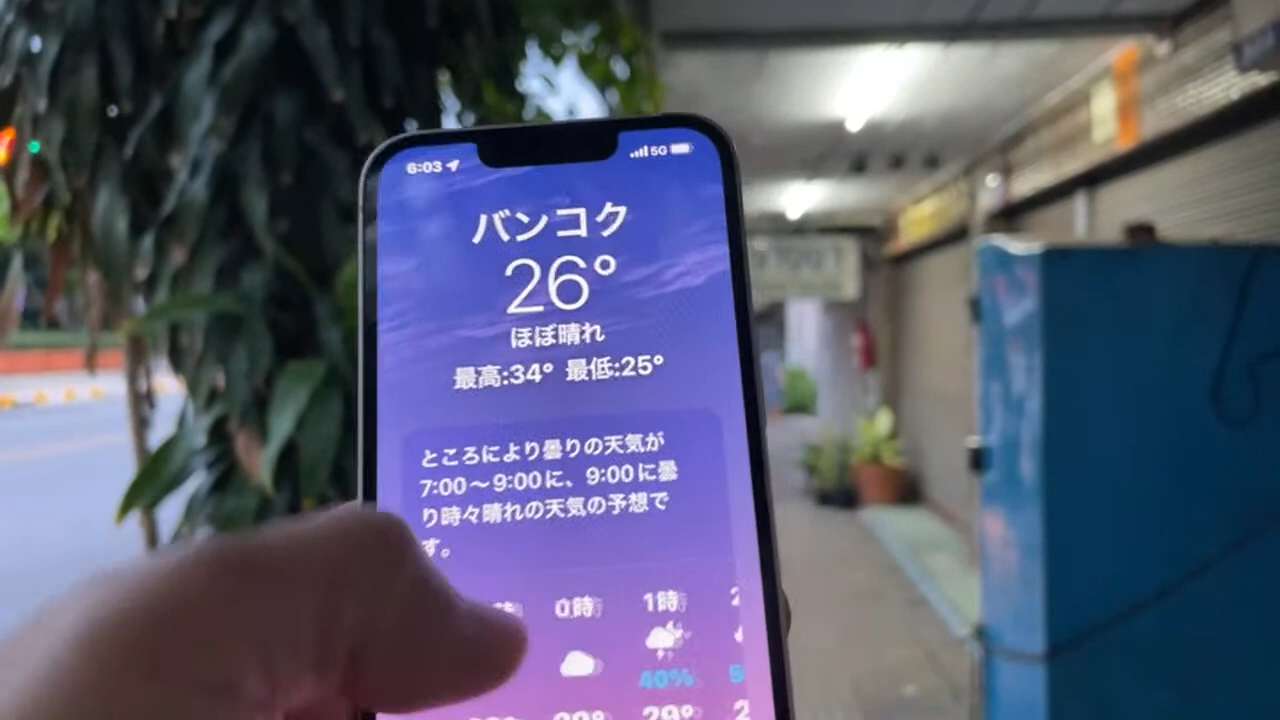 6:03 5G
バンコク
26°
ほぼ晴れ
最高:34° 最低:25°
ところにより曇りの天気が
7:00～9:00に、9:00に曇
り時々晴れの天気の予想で
す。
0時 1時
40%
29°